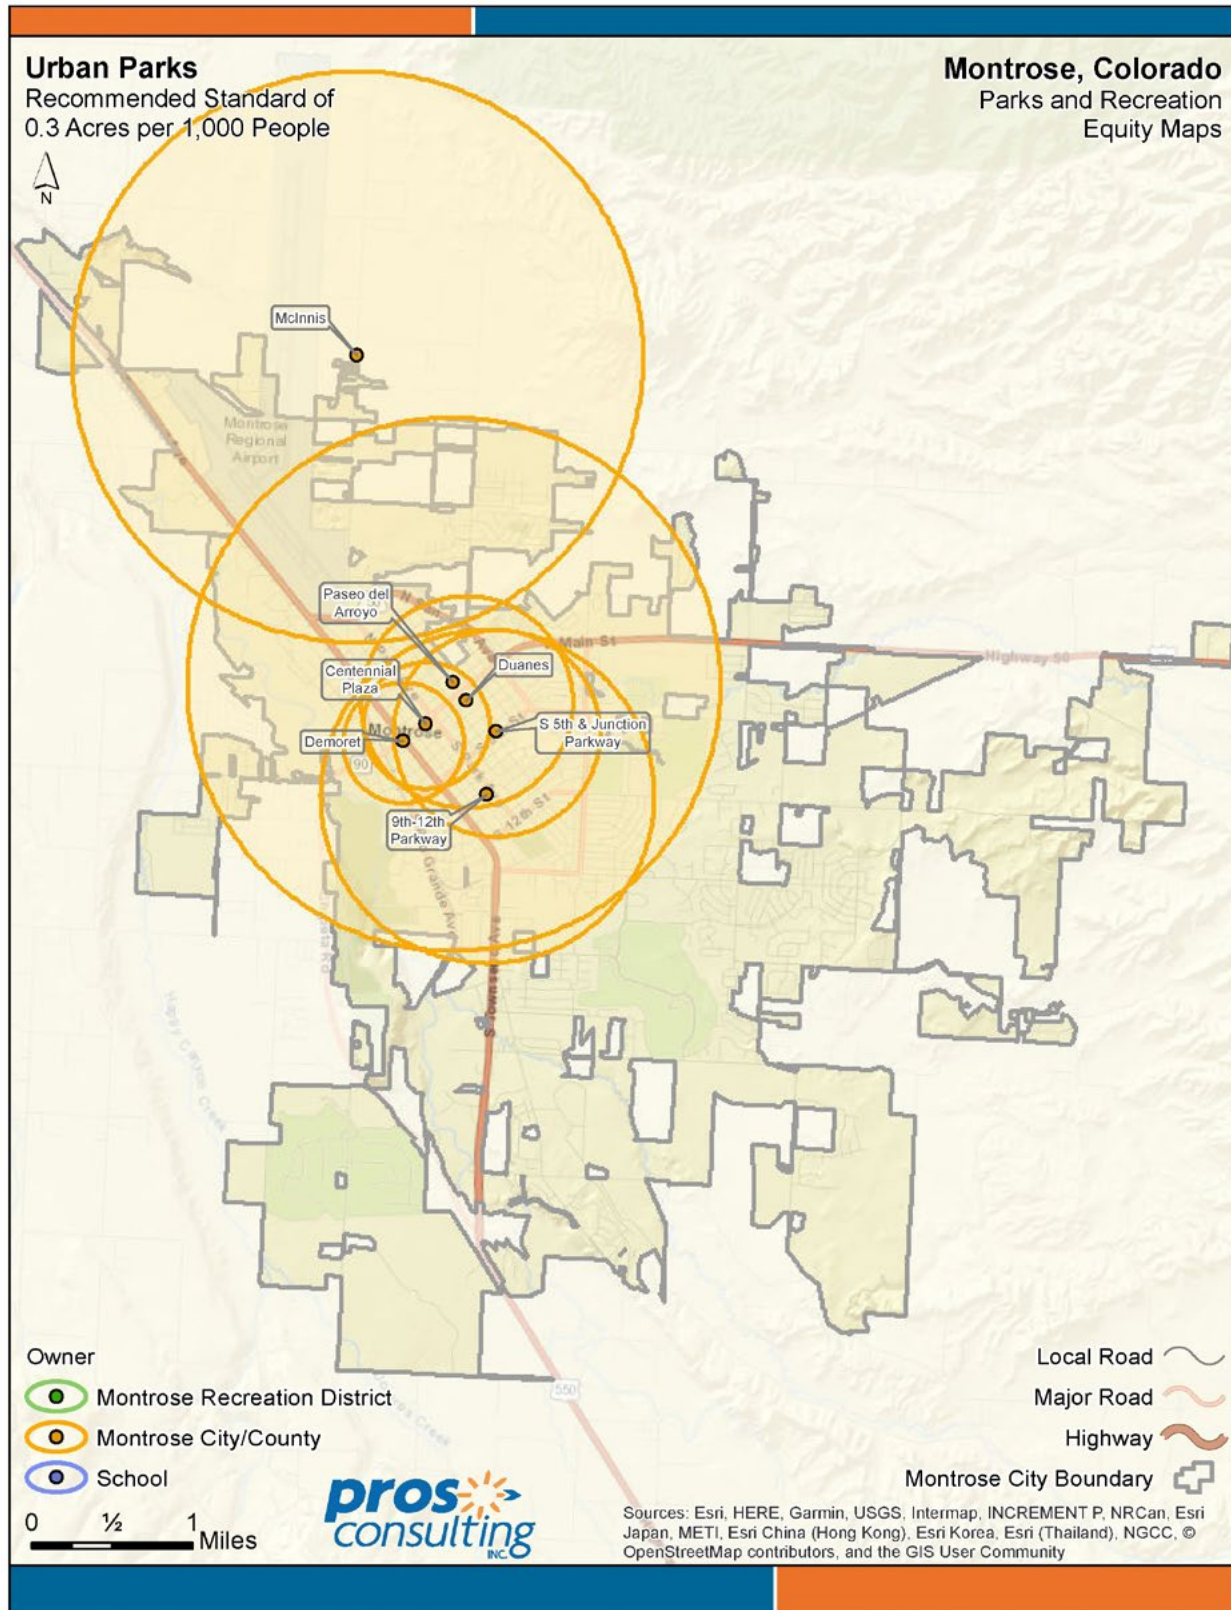 Urban Parks
Recommended Standard of
0.3 Acres per 1,000 People
Montrose, Colorado
Parks and Recreation
Equity Maps
N
McInnis
Montrose
Regional
Airport
Paseo del
Arroyo
Main St
Duanes
Highway 50
Centennial
Plaza
S 5th & Junction
Parkway
Montrose
Demoret
90
S 12th St
9th-12th
Parkway
Grande Ave
S Townsend Ave
550
Owner
Montrose Recreation District
Montrose City/County
School
0 ½ 1
Miles
pros
consulting
INC.
Local Road
Major Road
Highway
Montrose City Boundary
Sources: Esri, HERE, Garmin, USGS, Intermap, INCREMENT P, NRCan, Esri
Japan, METI, Esri China (Hong Kong), Esri Korea, Esri (Thailand), NGCC, ©
OpenStreetMap contributors, and the GIS User Community